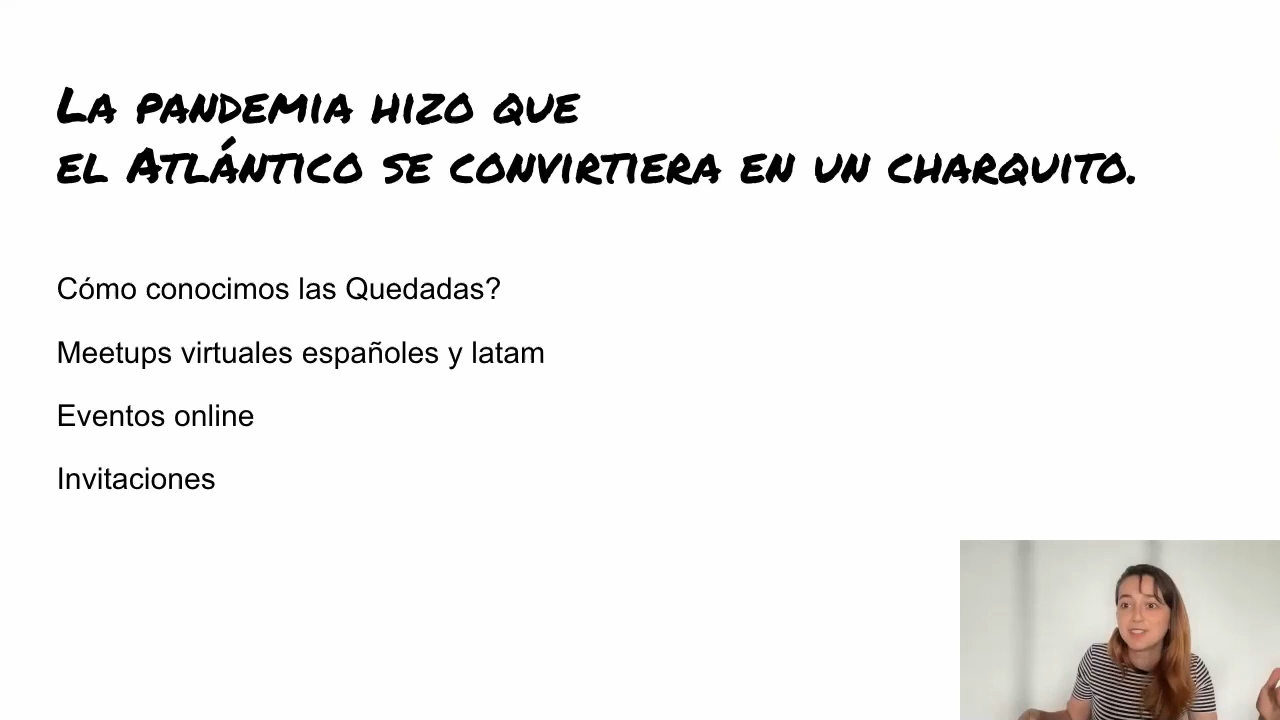 La pandemia hizo que
el Atlántico se convirtiera en un charquito.
Cómo conocimos las Quedadas?
Meetups virtuales españoles y latam
Eventos online
Invitaciones